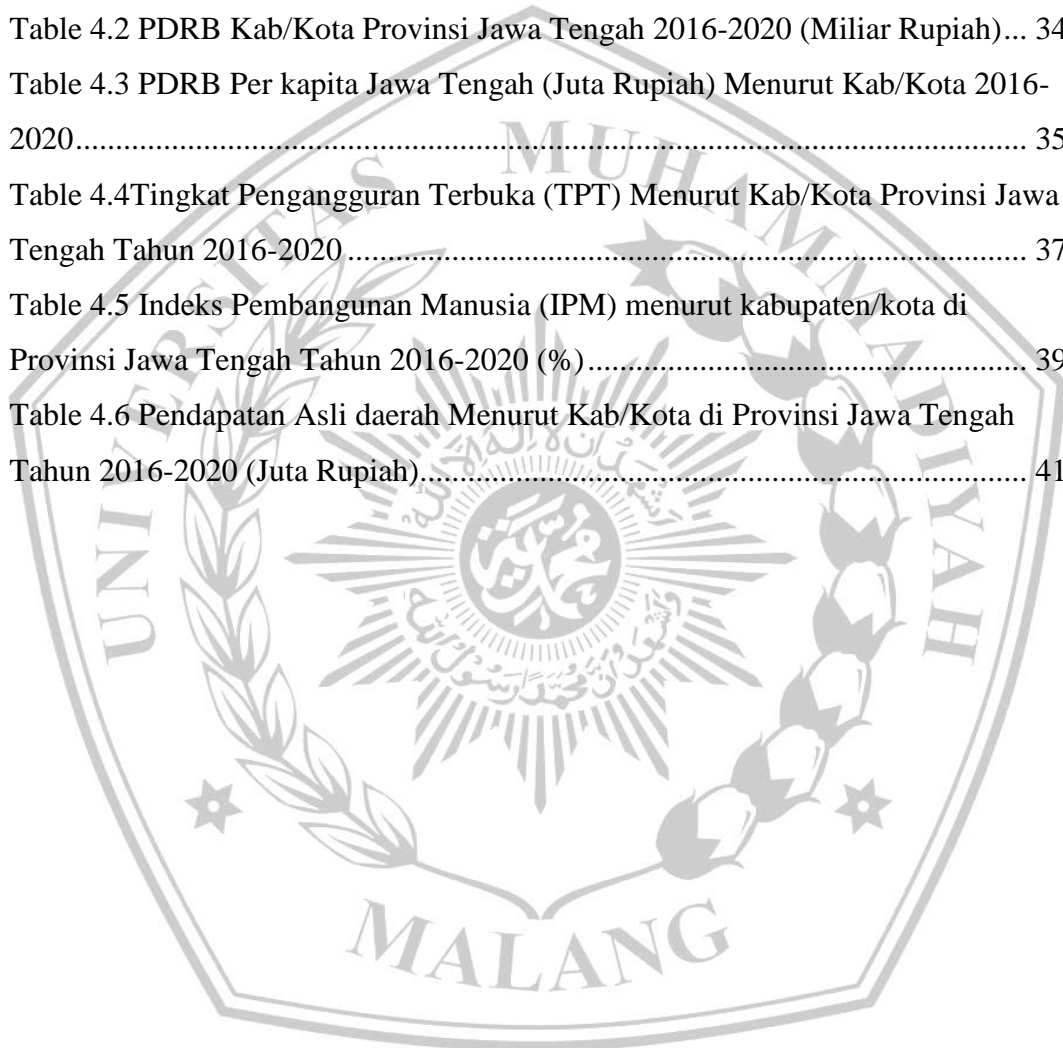 Table 4.2 PDRB Kab/Kota Provinsi Jawa Tengah 2016-2020 (Miliar Rupiah)... 34
Table 4.3 PDRB Per kapita Jawa Tengah (Juta Rupiah) Menurut Kab/Kota 2016-
2020........................................................................................................................ 35
Table 4.4Tingkat Pengangguran Terbuka (TPT) Menurut Kab/Kota Provinsi Jawa
Tengah Tahun 2016-2020 ..................................................................................... 37
Table 4.5 Indeks Pembangunan Manusia (IPM) menurut kabupaten/kota di
Provinsi Jawa Tengah Tahun 2016-2020 (%)....................................................... 39
Table 4.6 Pendapatan Asli daerah Menurut Kab/Kota di Provinsi Jawa Tengah
Tahun 2016-2020 (Juta Rupiah)............................................................................ 41
UNIVERSITAS MUHAMMADIYAH
MALANG